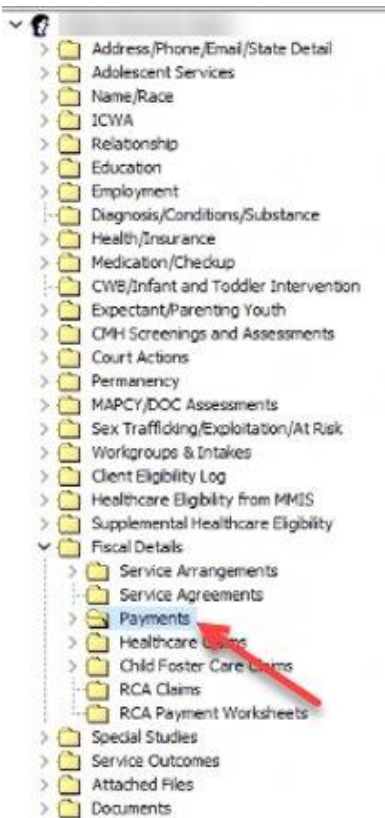 Address/Phone/Email/State Detail
Adolescent Services
Name/Race
ICWA
Relationship
Education
Employment
Diagnosis/Conditions/Substance
Health/Insurance
Medication/Checkup
CWB/Infant and Toddler Intervention
Expectant/Parenting Youth
CMH Screenings and Assessments
Court Actions
Permanency
MAPCY/DOC Assessments
Sex Trafficking/Exploitation/At Risk
Workgroups & Intakes
Client Eligibility Log
Healthcare Eligibility from MMIS
Supplemental Healthcare Eligibility
Fiscal Details
Service Arrangements
Service Agreements
Payments
Healthcare Claims
Child Foster Care Claims
RCA Claims
RCA Payment Worksheets
Special Studies
Service Outcomes
Attached Files
Documents